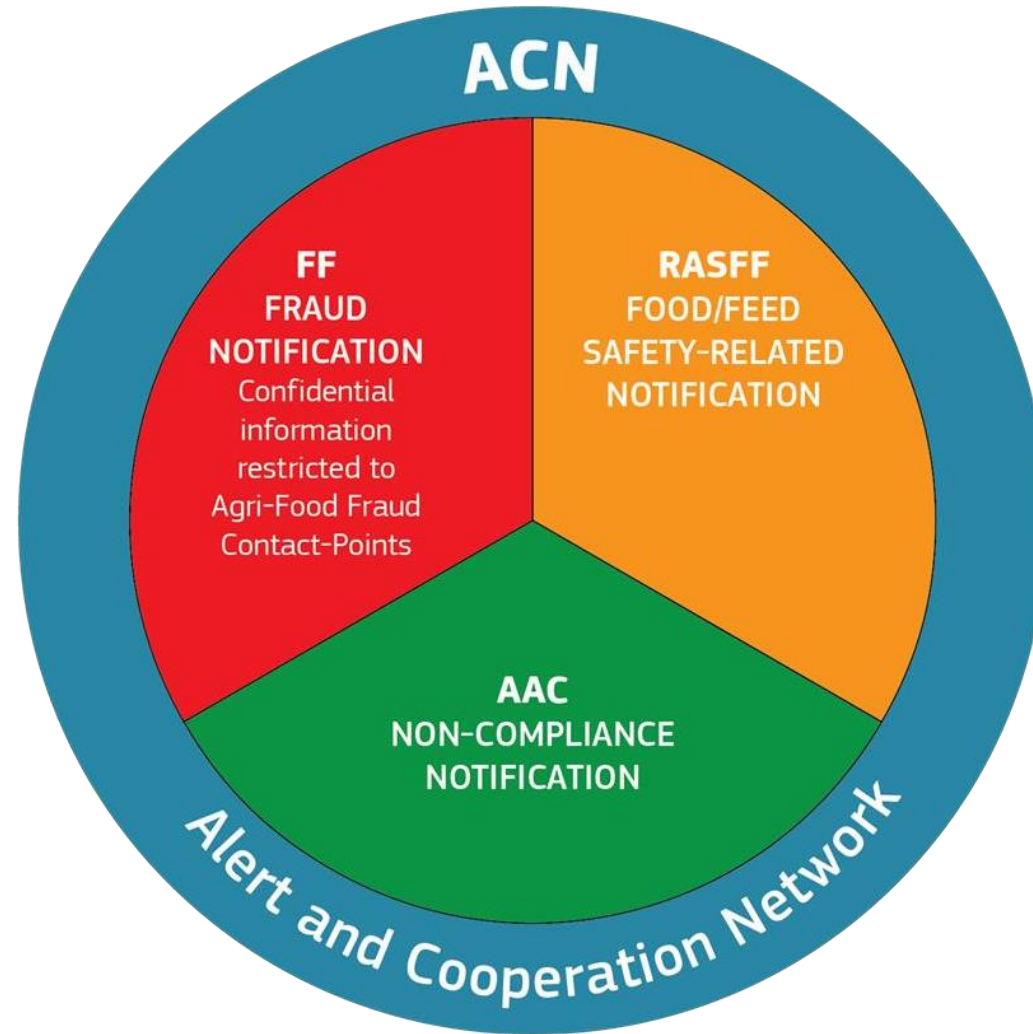 ACN
FF
FRAUD
NOTIFICATION
Confidential
information
restricted to
Agri-Food Fraud
Contact-Points
RASFF
FOOD/FEED
SAFETY-RELATED
NOTIFICATION
AAC
NON-COMPLIANCE
NOTIFICATION
Alert and Cooperation Network